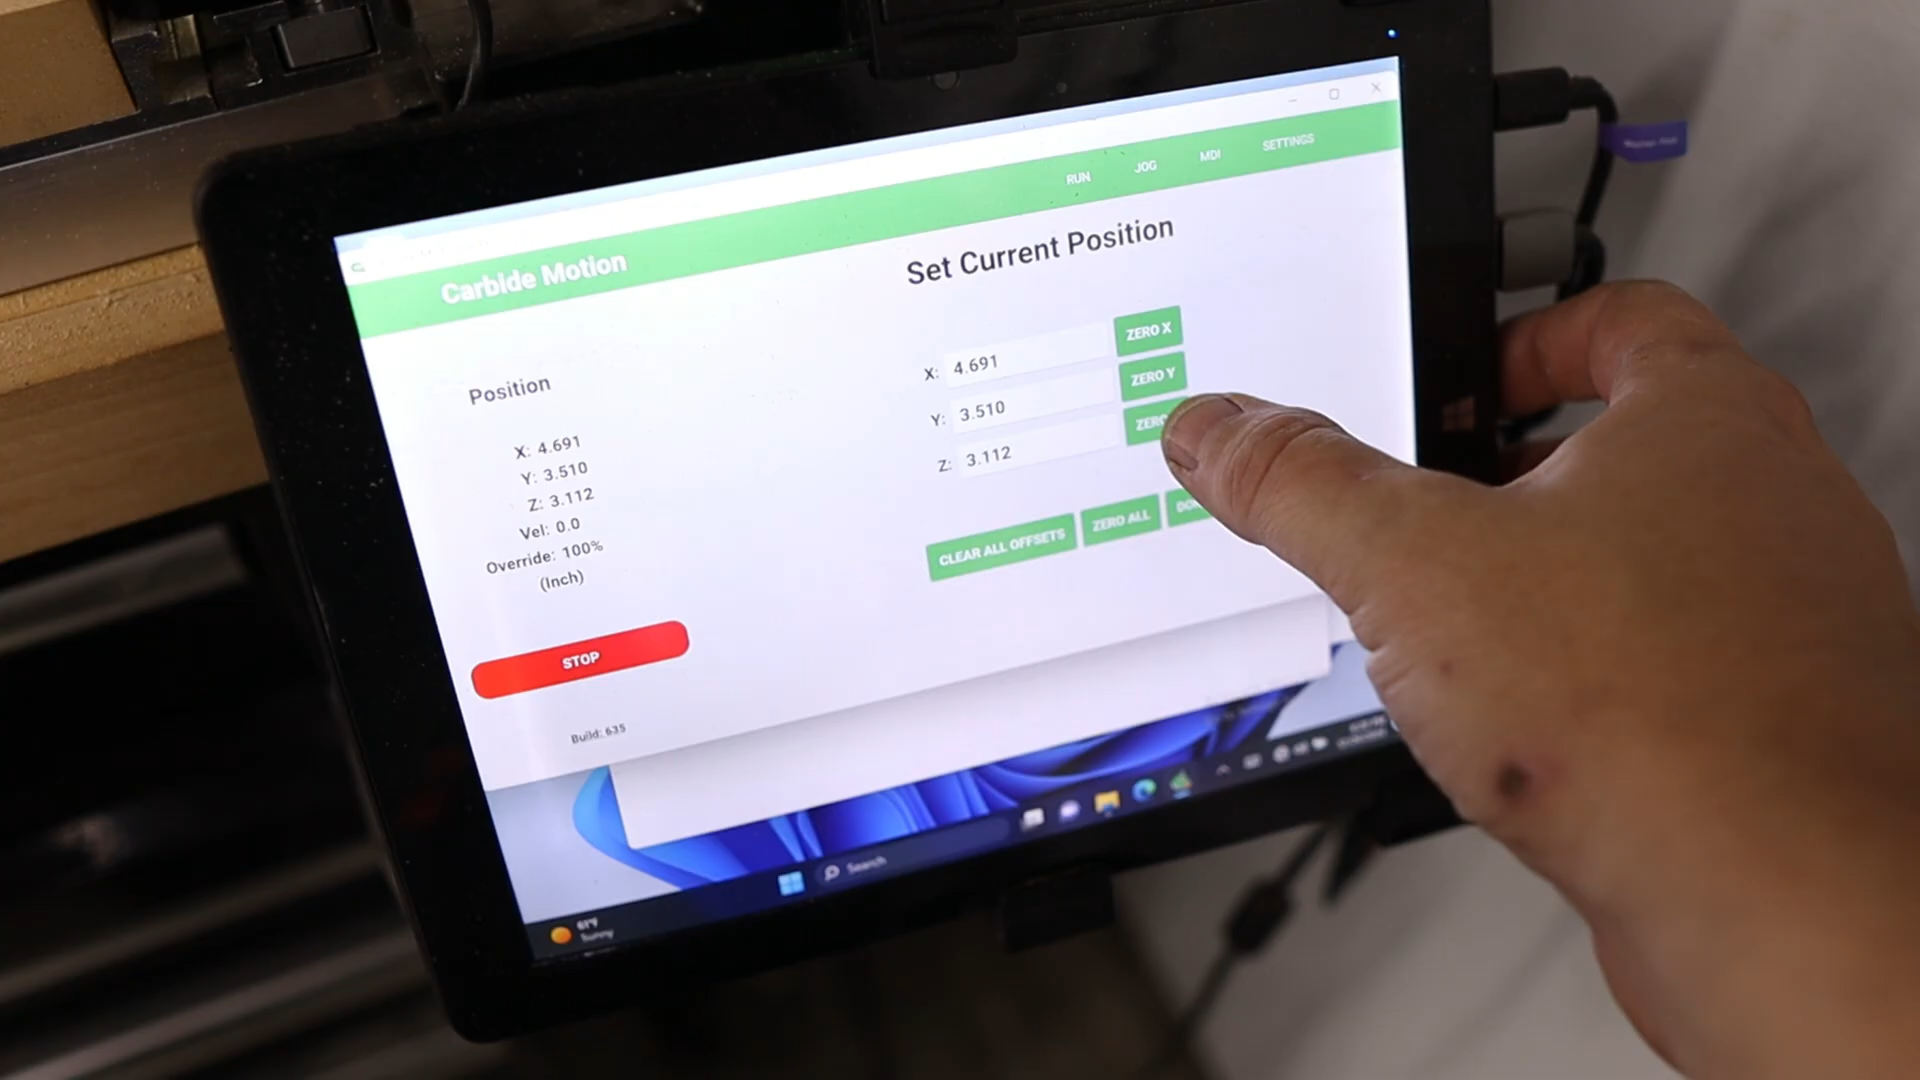 RUN JOG MDI SETTINGS
Carbide Motion
Set Current Position
Position
X: 4.691
Y: 3.510
Z: 3.112
Vel: 0.0
Override: 100%
(Inch)
STOP
Build: 635
X: 4.691 ZERO X
Y: 3.510 ZERO Y
Z: 3.112 ZERO
CLEAR ALL OFFSETS ZERO ALL
Search
Sunny